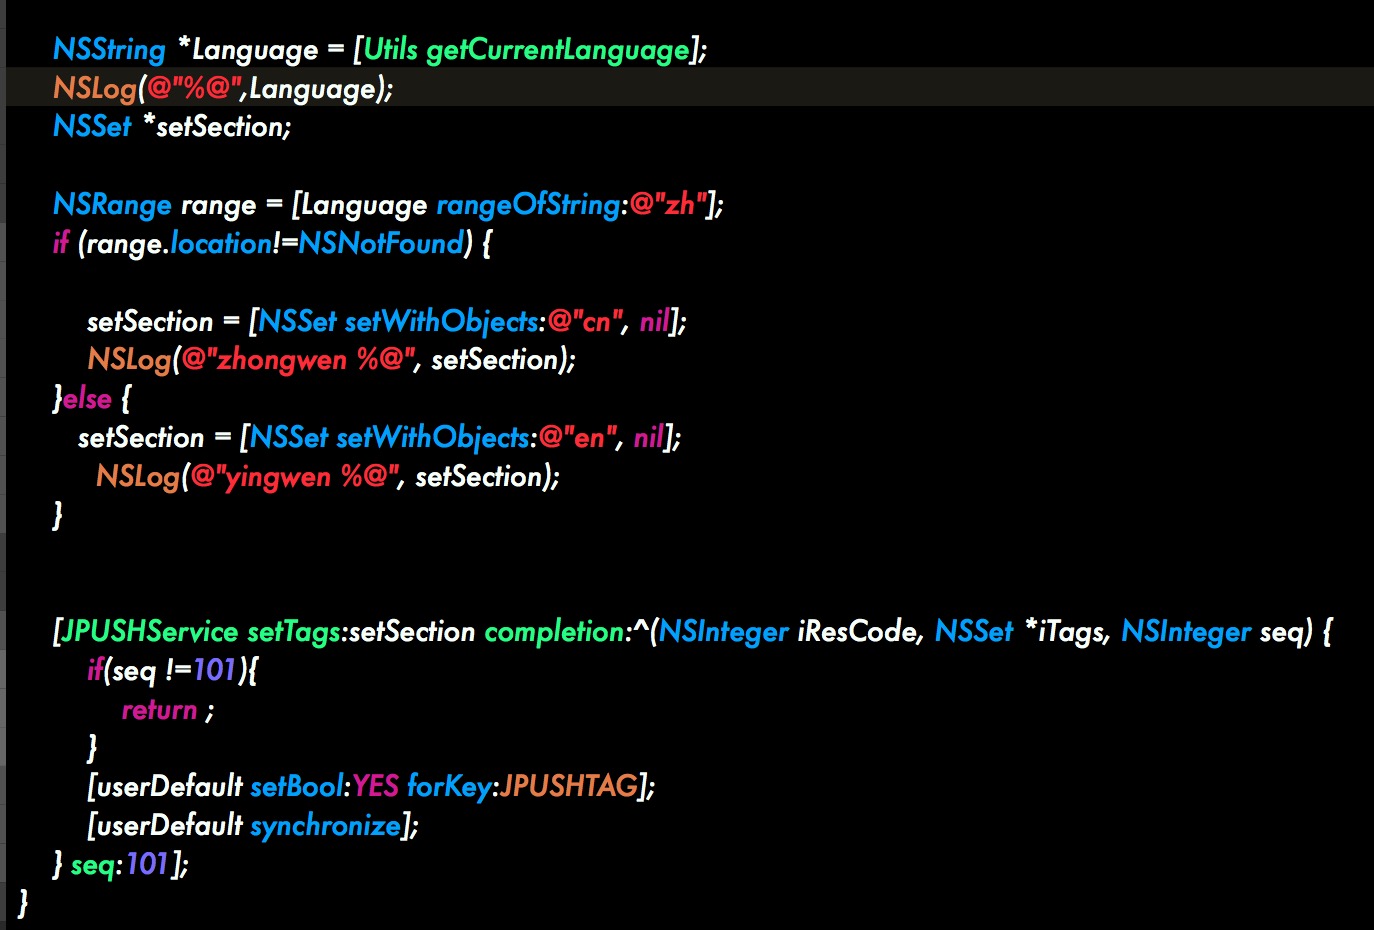 NSString *Language = [Utils getCurrentLanguage];
NSLog(@"%@",Language);
NSSet *setSection;
NSRange range = [Language rangeOfString:@"zh"];
if (range.location!=NSNotFound) {
setSection = [NSSet setWithObjects:@"cn", nil];
NSLog(@"zhongwen %@", setSection);
}else {
setSection = [NSSet setWithObjects:@"en", nil];
NSLog(@"yingwen %@", setSection);
}
[JPUSHService setTags:setSection completion:^(NSInteger iResCode, NSSet *iTags, NSInteger seq) {
if(seq !=101){
return ;
}
[userDefault setBool:YES forKey:JPUSHTAG];
[userDefault synchronize];
} seq:101];
}